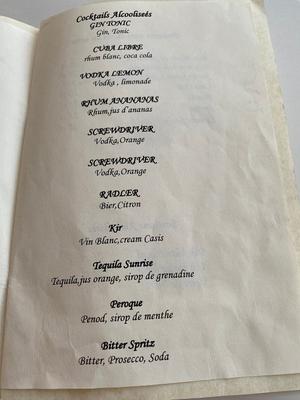 Cocktails Alcooliseés
GIN TONIC
Gin, Tonic
CUBA LIBRE
rhum blanc, coca cola
VODKA LEMON
Vodka , limonade
RHUM ANANANAS
Rhum,jus d'ananas
SCREWDRIVER
Vodka,Orange
SCREWDRIVER
Vodka,Orange
RADLER
Bier,Citron
Kir
Vin Blanc,cream Casis
Tequila Sunrise
Tequila,jus orange, sirop de grenadine
Peroque
Penod, sirop de menthe
Bitter Spritz
Bitter, Prosecco, Soda